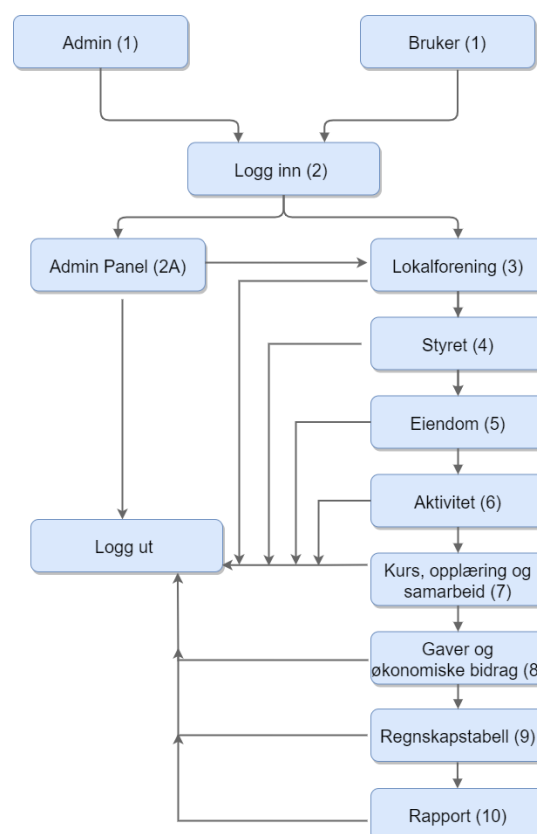 Admin (1)
Bruker (1)
Logg inn (2)
Admin Panel (2A)
Lokalforening (3)
Styret (4)
Eiendom (5)
Aktivitet (6)
Logg ut
Kurs, opplæring og
samarbeid (7)
Gaver og
økonomiske bidrag (8
Regnskapstabell (9)
Rapport (10)